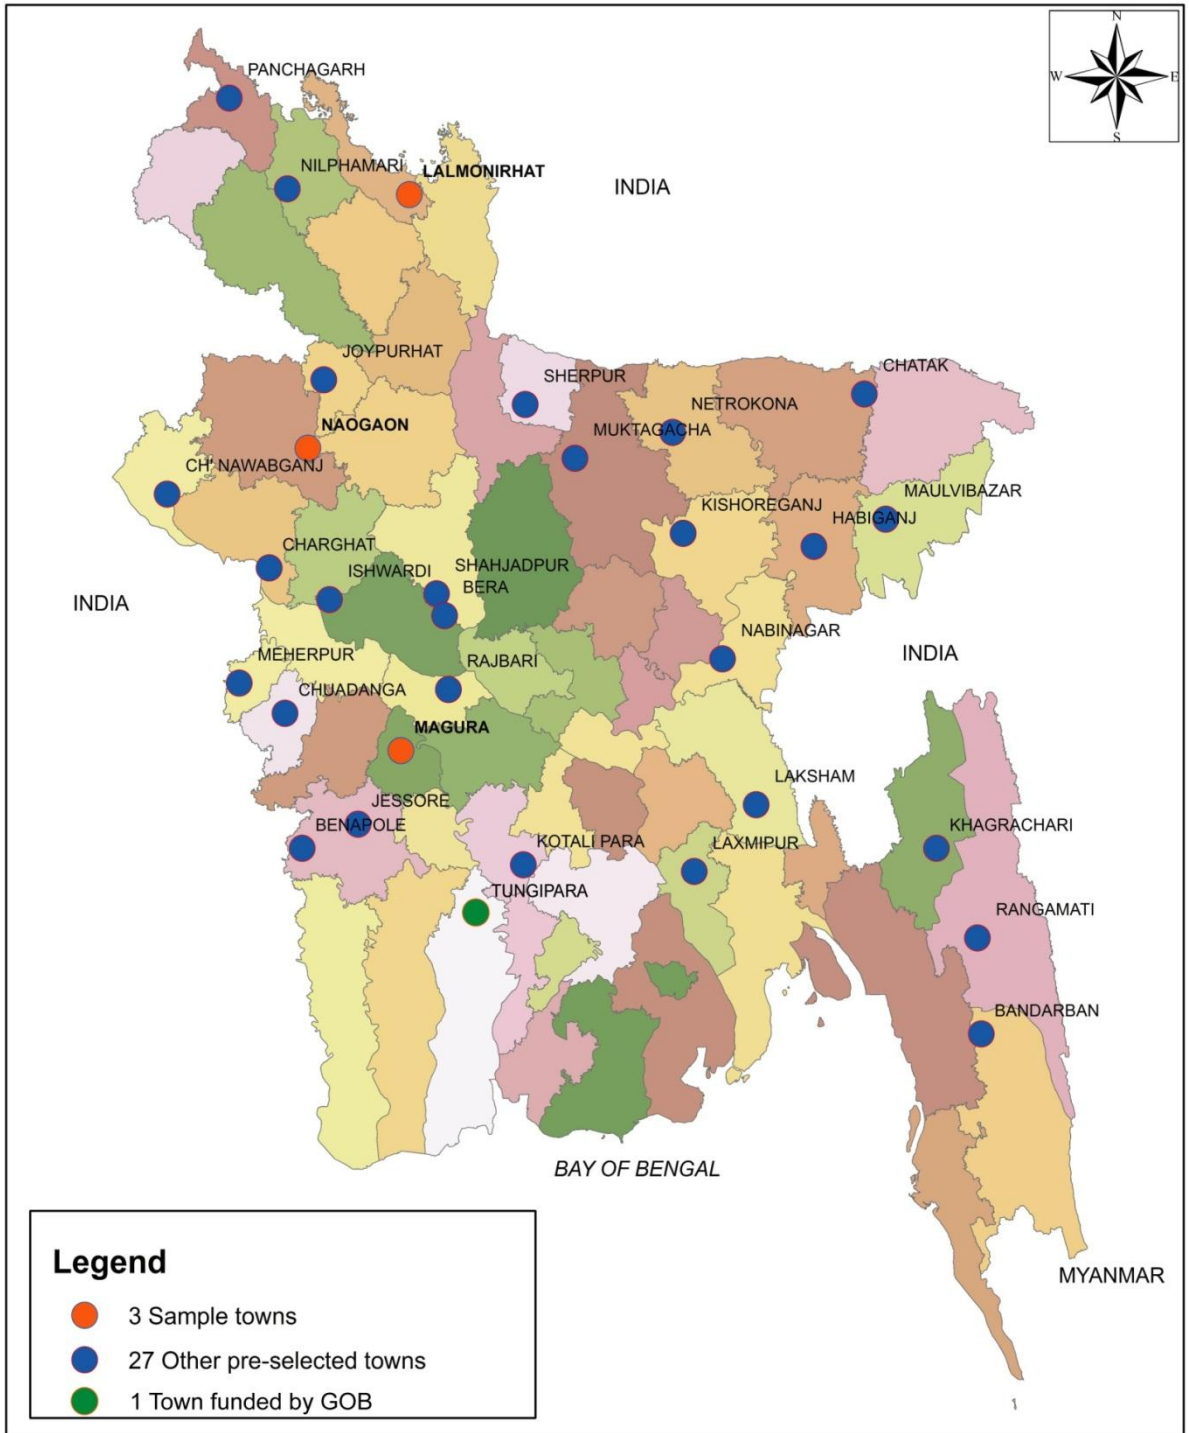 N
W
E
S
PANCHAGARH
NILPHAMARI
LALMONIRHAT
INDIA
JOYPURHAT
SHERPUR
CHATAK
NETROKONA
NAOGAON
MUKTAGACHA
CH' NAWABGANJ
MAULVIBAZAR
KISHOREGANJ
HABIGANJ
CHARGHAT
SHAHJADPUR
ISHWARDI
BERA
INDIA
NABINAGAR
MEHERPUR
RAJBARI
INDIA
CHUADANGA
MAGURA
LAKSHAM
JESSORE
BENAPOLE
KHAGRACHARI
KOTALI PARA
LAXMIPUR
TUNGIPARA
RANGAMATI
BANDARBAN
BAY OF BENGAL
MYANMAR
Legend
3 Sample towns
27 Other pre-selected towns
1 Town funded by GOB